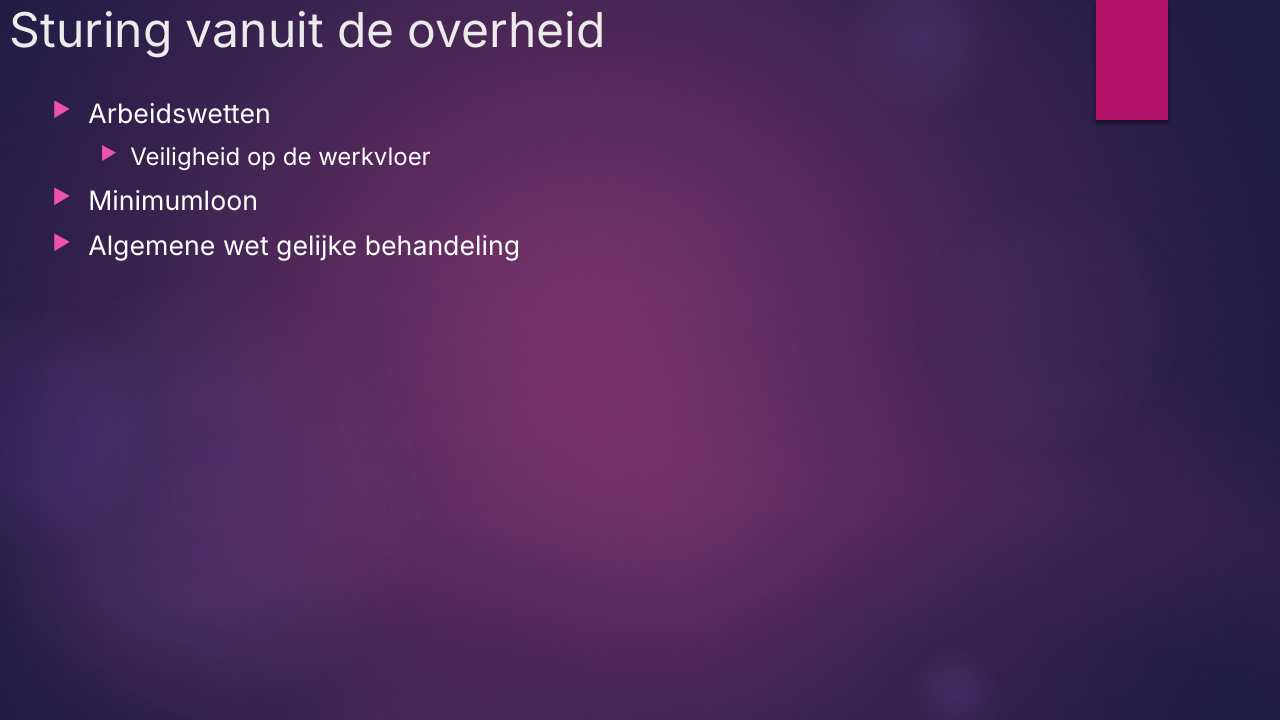 Sturing vanuit de overheid
Arbeidswetten
Veiligheid op de werkvloer
Minimumloon
Algemene wet gelijke behandeling